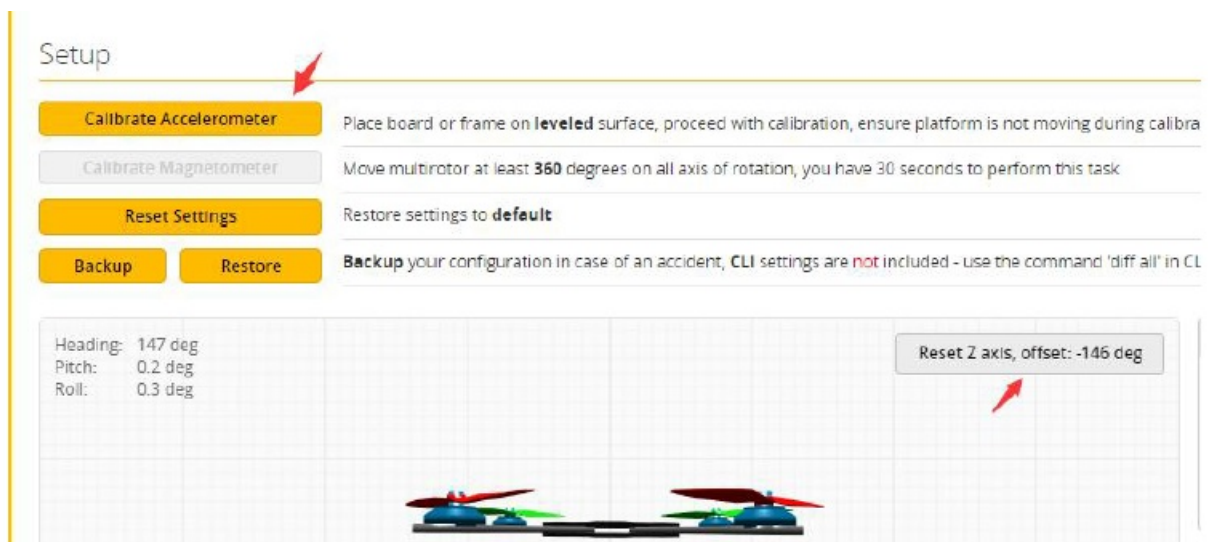 Setup
Calibrate Accelerometer
Place board or frame on leveled surface, proceed with calibration, ensure platform is not moving during calibra
Calibrate Magnetometer
Move multirotor at least 360 degrees on all axis of rotation, you have 30 seconds to perform this task
Reset Settings
Restore settings to default
Backup Restore
Backup your configuration in case of an accident, CLI settings are not included - use the command 'diff all' in CL
Heading: 147 deg
Reset Z axis, offset: -146 deg
Pitch: 0.2 deg
Roll: 0.3 deg